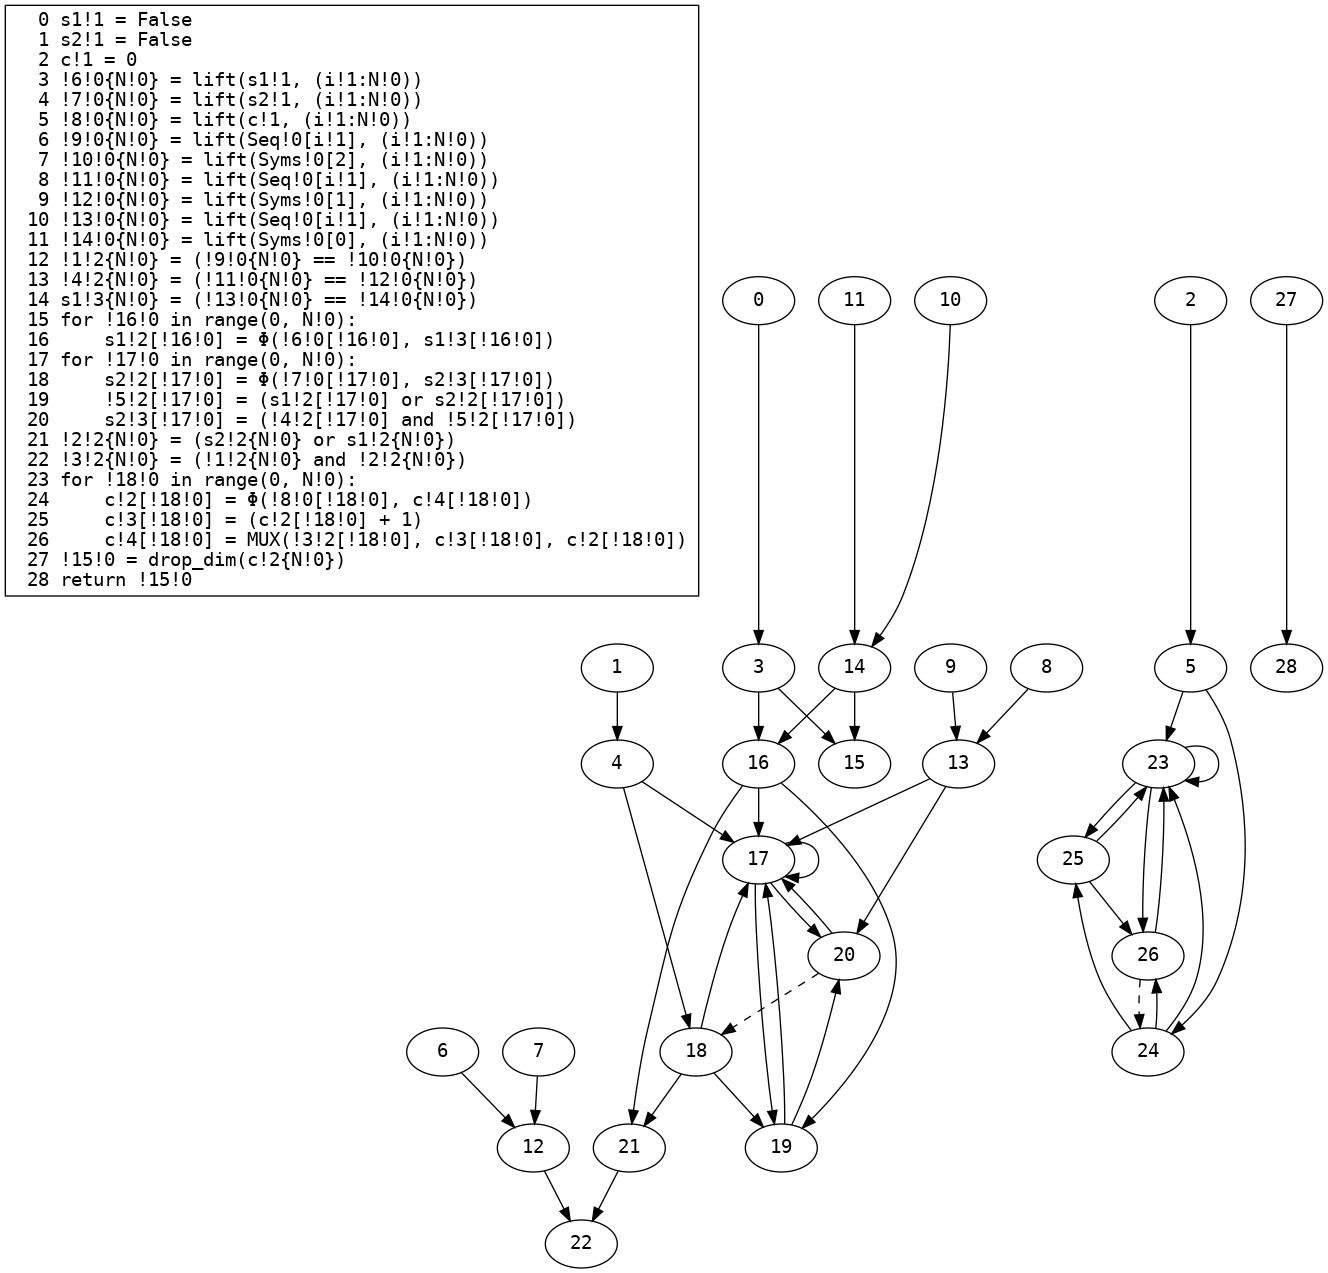 0 s1!1 = False
 1 s2!1 = False
 2 c!1 = 0
 3 !6!0{N!0} = lift(s1!1, (i!1:N!0))
 4 !7!0{N!0} = lift(s2!1, (i!1:N!0))
 5 !8!0{N!0} = lift(c!1, (i!1:N!0))
 6 !9!0{N!0} = lift(Seq!0[i!1], (i!1:N!0))
 7 !10!0{N!0} = lift(Syms!0[2], (i!1:N!0))
 8 !11!0{N!0} = lift(Seq!0[i!1], (i!1:N!0))
 9 !12!0{N!0} = lift(Syms!0[1], (i!1:N!0))
10 !13!0{N!0} = lift(Seq!0[i!1], (i!1:N!0))
11 !14!0{N!0} = lift(Syms!0[0], (i!1:N!0))
12 !1!2{N!0} = (!9!0{N!0} == !10!0{N!0})
13 !4!2{N!0} = (!11!0{N!0} == !12!0{N!0})
14 s1!3{N!0} = (!13!0{N!0} == !14!0{N!0})
15 for !16!0 in range(0, N!0):
16     s1!2[!16!0] = Φ(!6!0[!16!0], s1!3[!16!0])
17 for !17!0 in range(0, N!0):
18     s2!2[!17!0] = Φ(!7!0[!17!0], s2!3[!17!0])
19     !5!2[!17!0] = (s1!2[!17!0] or s2!2[!17!0])
20     s2!3[!17!0] = (!4!2[!17!0] and !5!2[!17!0])
21 !2!2{N!0} = (s2!2{N!0} or s1!2{N!0})
22 !3!2{N!0} = (!1!2{N!0} and !2!2{N!0})
23 for !18!0 in range(0, N!0):
24     c!2[!18!0] = Φ(!8!0[!18!0], c!4[!18!0])
25     c!3[!18!0] = (c!2[!18!0] + 1)
26     c!4[!18!0] = MUX(!3!2[!18!0], c!3[!18!0], c!2[!18!0])
27 !15!0 = drop_dim(c!2{N!0})
28 return !15!0
0 11 10 2 27
1 3 14 9 8 5 28
4 16 15 13 23
17 25
20 26
6 7 18 24
12 21 19
22